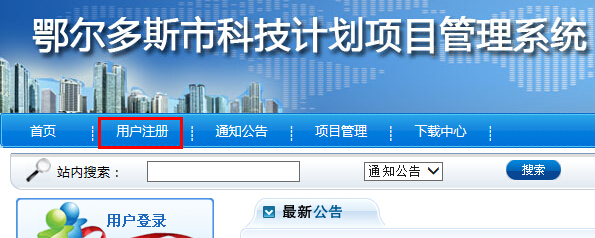 鄂尔多斯市科技计划项目管理系统
首页 用户注册 通知公告 项目管理 下载中心
站内搜索： 通知公告 搜索
用户登录 最新公告